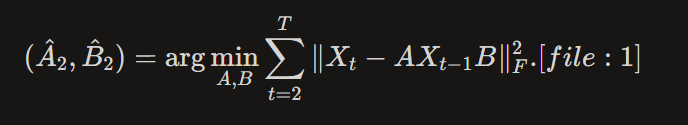 (Â₂, B̂₂) = arg min_{A,B} ∑_{t=2}^{T} ‖X_t − AX_{t−1}B‖²_F.[file : 1]